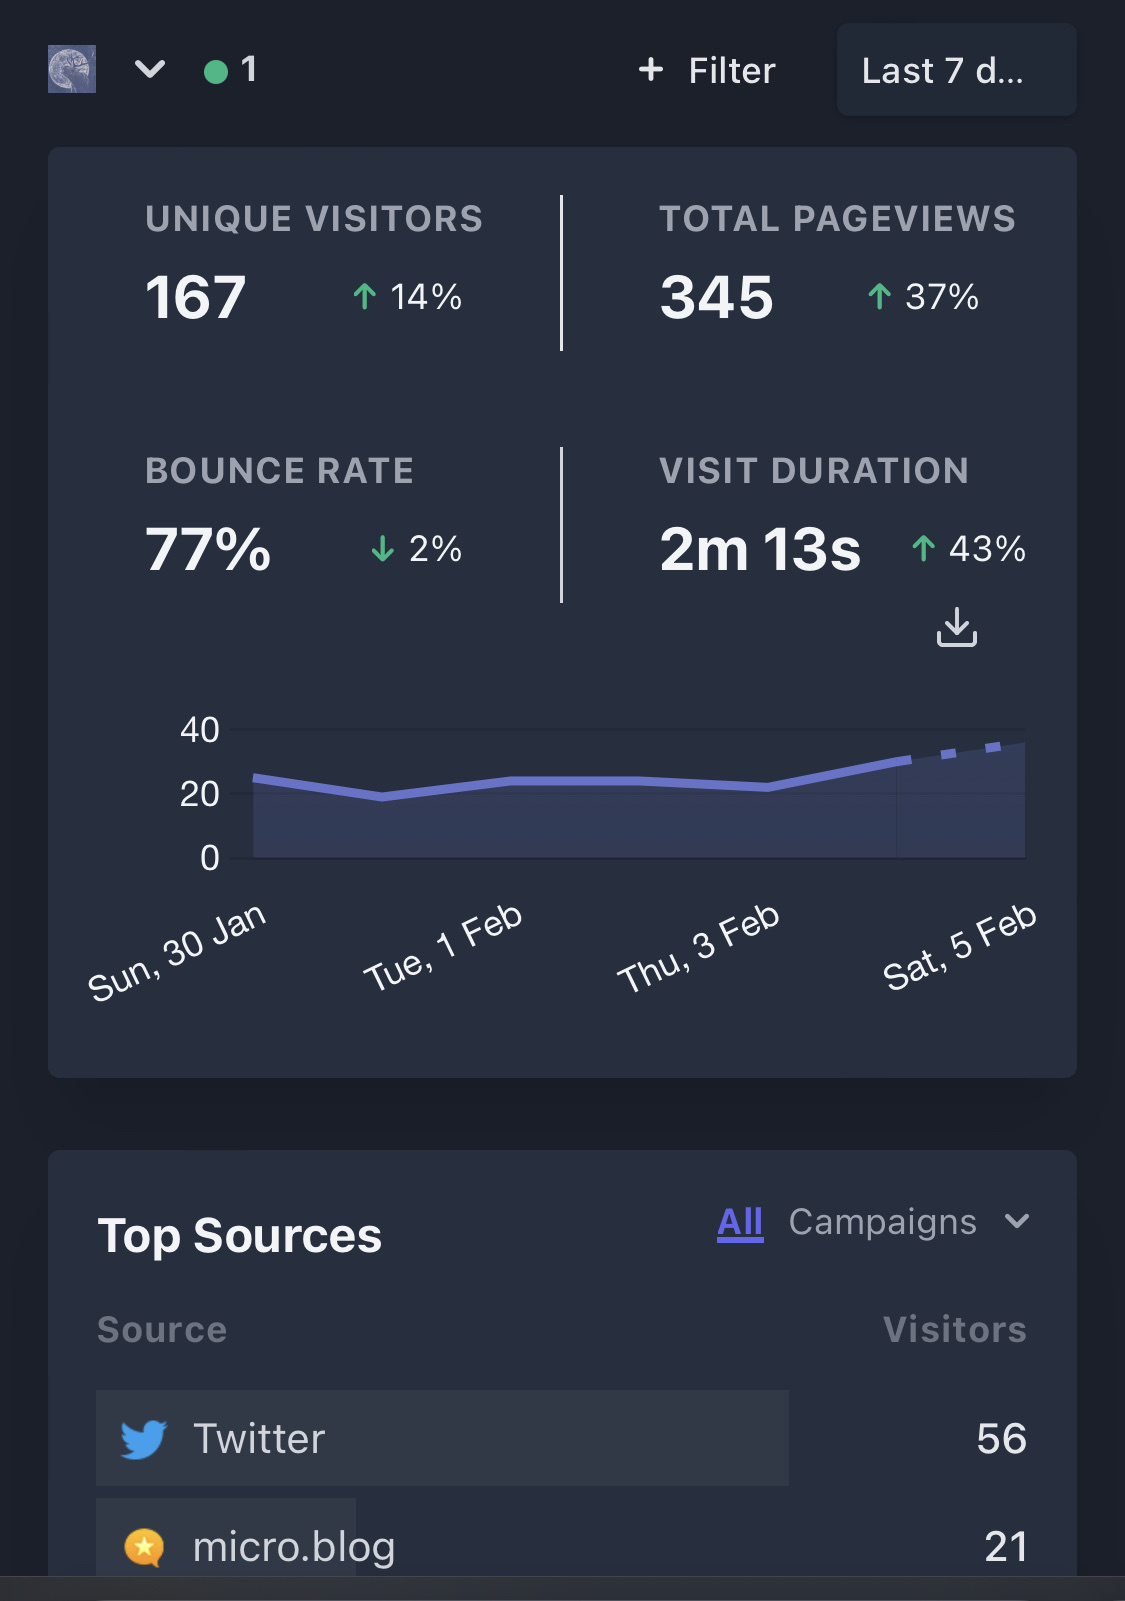 1
+ Filter
Last 7 d...
UNIQUE VISITORS
167 ↑ 14%
TOTAL PAGEVIEWS
345 ↑ 37%
BOUNCE RATE
77% ↓ 2%
VISIT DURATION
2m 13s ↑ 43%
40
20
0
Sun, 30 Jan
Tue, 1 Feb
Thu, 3 Feb
Sat, 5 Feb
Top Sources
All Campaigns
Source Visitors
Twitter 56
micro.blog 21